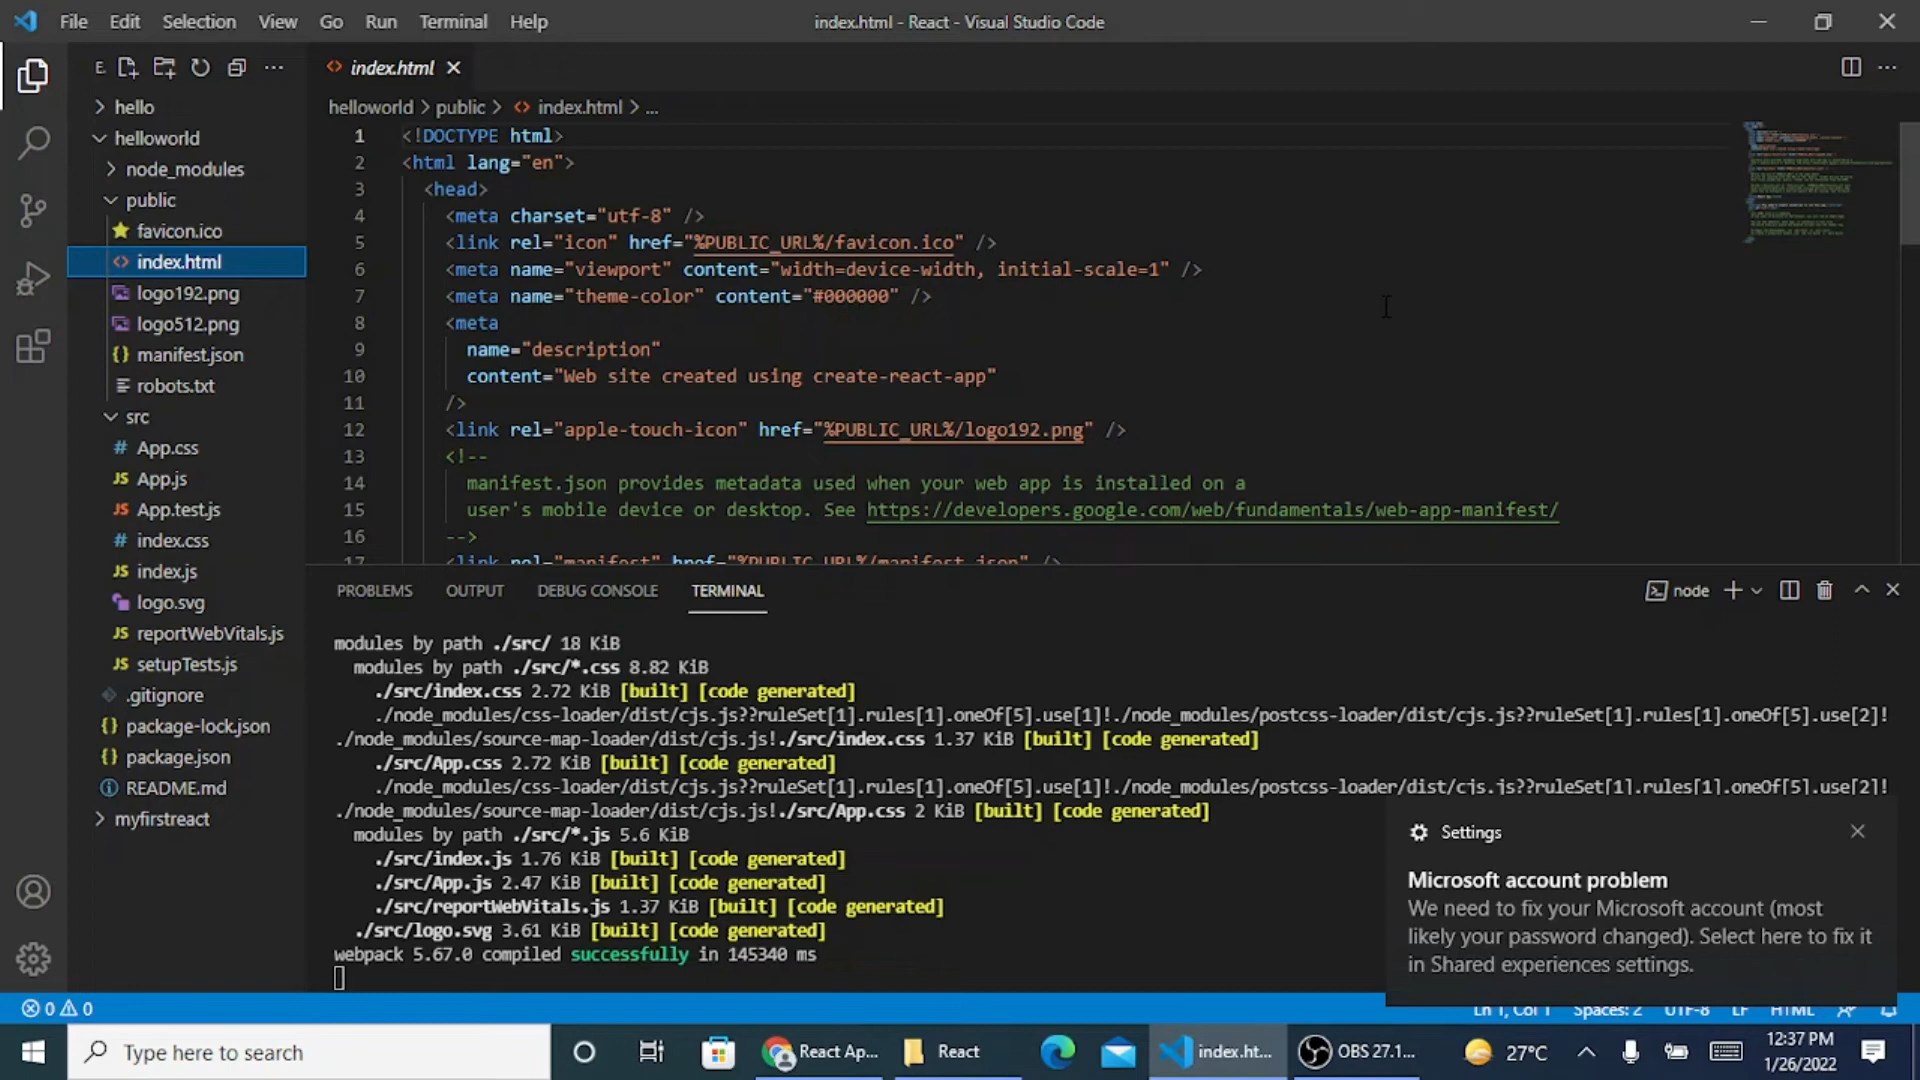 File Edit Selection View Go Run Terminal Help
index.html - React - Visual Studio Code
E
hello
helloworld
node_modules
public
favicon.ico
index.html
logo192.png
logo512.png
manifest.json
robots.txt
src
App.css
App.js
App.test.js
index.css
index.js
logo.svg
reportWebVitals.js
setupTests.js
.gitignore
package-lock.json
package.json
README.md
myfirstreact
index.html
helloworld > public > index.html > ...
1 <!DOCTYPE html>
2 <html lang="en">
3 <head>
4 <meta charset="utf-8" />
5 <link rel="icon" href="%PUBLIC_URL%/favicon.ico" />
6 <meta name="viewport" content="width=device-width, initial-scale=1" />
7 <meta name="theme-color" content="#000000" />
8 <meta
9 name="description"
10 content="Web site created using create-react-app"
11 />
12 <link rel="apple-touch-icon" href="%PUBLIC_URL%/logo192.png" />
13 <!--
14 manifest.json provides metadata used when your web app is installed on a
15 user's mobile device or desktop. See https://developers.google.com/web/fundamentals/web-app-manifest/
16 -->
17 <link rel="manifest" href="%PUBLIC_URL%/manifest.json" />
PROBLEMS OUTPUT DEBUG CONSOLE TERMINAL
node
modules by path ./src/ 18 KiB
modules by path ./src/*.css 8.82 KiB
./src/index.css 2.72 KiB [built] [code generated]
./node_modules/css-loader/dist/cjs.js??ruleSet[1].rules[1].oneOf[5].use[1]!./node_modules/postcss-loader/dist/cjs.js??ruleSet[1].rules[1].oneOf[5].use[2]!
./node_modules/source-map-loader/dist/cjs.js!./src/index.css 1.37 KiB [built] [code generated]
./src/App.css 2.72 KiB [built] [code generated]
./node_modules/css-loader/dist/cjs.js??ruleSet[1].rules[1].oneOf[5].use[1]!./node_modules/postcss-loader/dist/cjs.js??ruleSet[1].rules[1].oneOf[5].use[2]!
./node_modules/source-map-loader/dist/cjs.js!./src/App.css 2 KiB [built] [code generated]
modules by path ./src/*.js 5.6 KiB
./src/index.js 1.76 KiB [built] [code generated]
./src/App.js 2.47 KiB [built] [code generated]
./src/reportWebVitals.js 1.37 KiB [built] [code generated]
./src/logo.svg 3.61 KiB [built] [code generated]
webpack 5.67.0 compiled successfully in 145340 ms
Settings
Microsoft account problem
We need to fix your Microsoft account (most
likely your password changed). Select here to fix it
in Shared experiences settings.
0 0
Ln 1, Col 1 Spaces: 2 UTF-8 LF HTML
Type here to search
React Ap...
React
index.ht...
OBS 27.1...
27°C
12:37 PM
1/26/2022